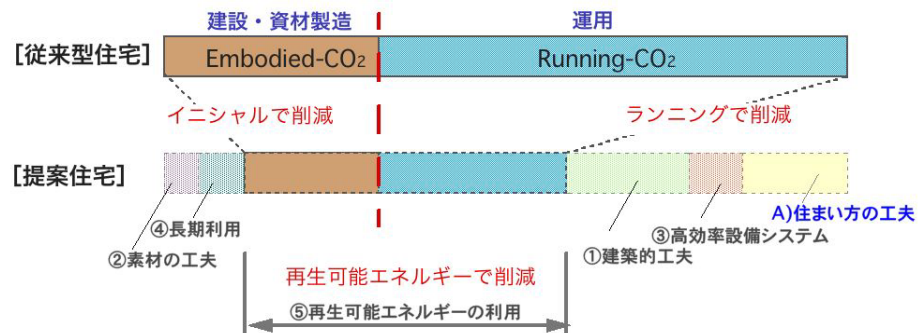 建設・資材製造
運用
[従来型住宅]
Embodied-CO₂
Running-CO₂
イニシャルで削減
ランニングで削減
[提案住宅]
A)住まい方の工夫
④長期利用
③高効率設備システム
②素材の工夫
①建築的工夫
再生可能エネルギーで削減
⑤再生可能エネルギーの利用